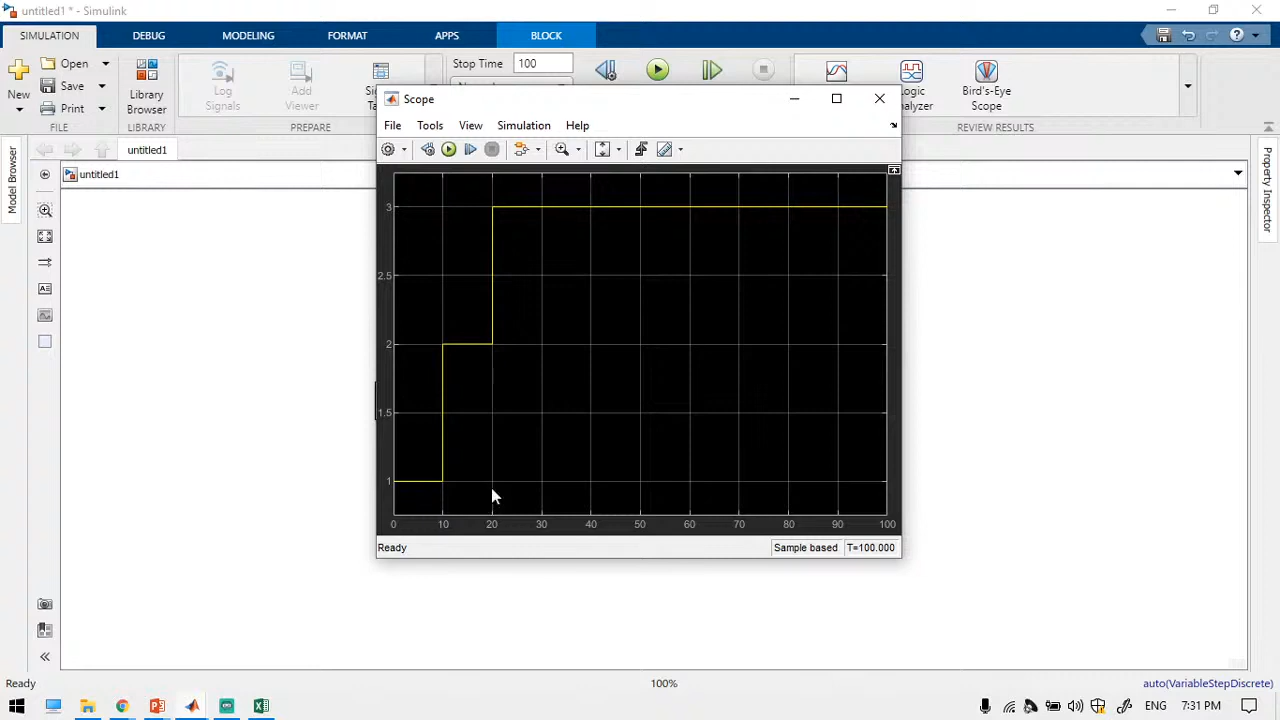 untitled1 * - Simulink
SIMULATION
DEBUG
MODELING
FORMAT
APPS
BLOCK
New
Open
Save
Print
FILE
Library
Browser
LIBRARY
Log
Signals
Add
Viewer
PREPARE
Stop Time
100
Bird's-Eye
Scope
REVIEW RESULTS
Scope
File
Tools
View
Simulation
Help
Model Browser
untitled1
untitled1
Property Inspector
3
2.5
2
1.5
1
0 10 20 30 40 50 60 70 80 90 100
Ready
Sample based
T=100.000
Ready
100%
auto(VariableStepDiscrete)
ENG
7:31 PM